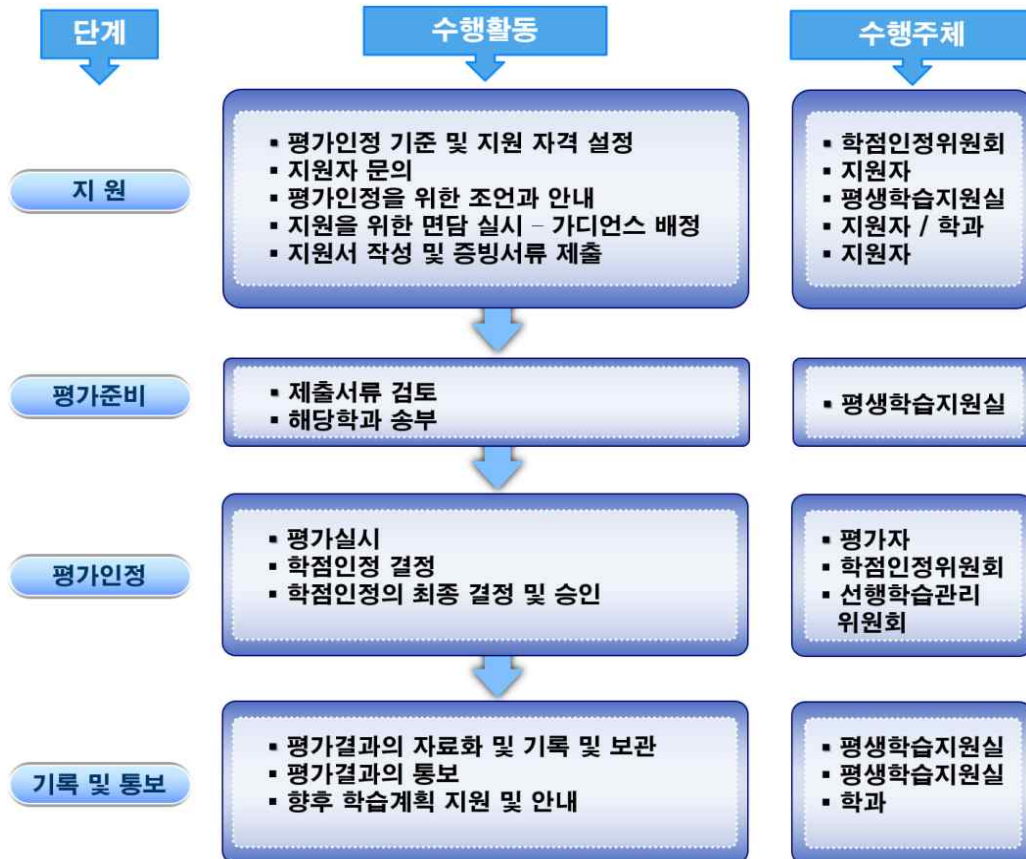 단계
수행활동
수행주체
지 원
▪ 평가인정 기준 및 지원 자격 설정
▪ 지원자 문의
▪ 평가인정을 위한 조언과 안내
▪ 지원을 위한 면담 실시 – 가디언스 배정
▪ 지원서 작성 및 증빙서류 제출
▪ 학점인정위원회
▪ 지원자
▪ 평생학습지원실
▪ 지원자 / 학과
▪ 지원자
평가준비
▪ 제출서류 검토
▪ 해당학과 송부
▪ 평생학습지원실
평가인정
▪ 평가실시
▪ 학점인정 결정
▪ 학점인정의 최종 결정 및 승인
▪ 평가자
▪ 학점인정위원회
▪ 선행학습관리
위원회
기록 및 통보
▪ 평가결과의 자료화 및 기록 및 보관
▪ 평가결과의 통보
▪ 향후 학습계획 지원 및 안내
▪ 평생학습지원실
▪ 평생학습지원실
▪ 학과